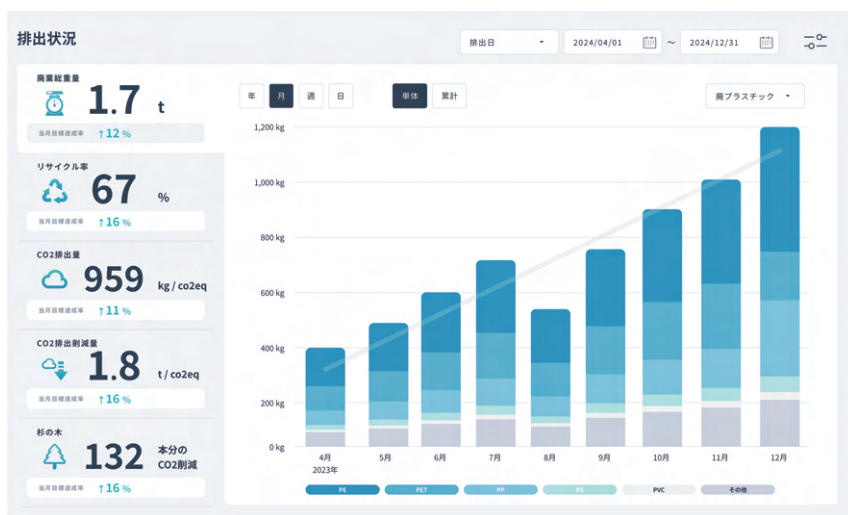 排出状況
排出日
2024/04/01
~
2024/12/31
廃棄総重量
1.7 t
当月目標達成率 ↑12 %
リサイクル率
67 %
当月目標達成率 ↑16 %
CO2排出量
959 kg / co2eq
当月目標達成率 ↑11 %
CO2排出削減量
1.8 t / co2eq
当月目標達成率 ↑16 %
杉の木
132 本分の
CO2削減
当月目標達成率 ↑16 %
年 月 週 日 単体 累計 廃プラスチック
1,200 kg
1,000 kg
800 kg
600 kg
400 kg
200 kg
0 kg
4月 5月 6月 7月 8月 9月 10月 11月 12月
2023年
PE PET PP PS PVC その他